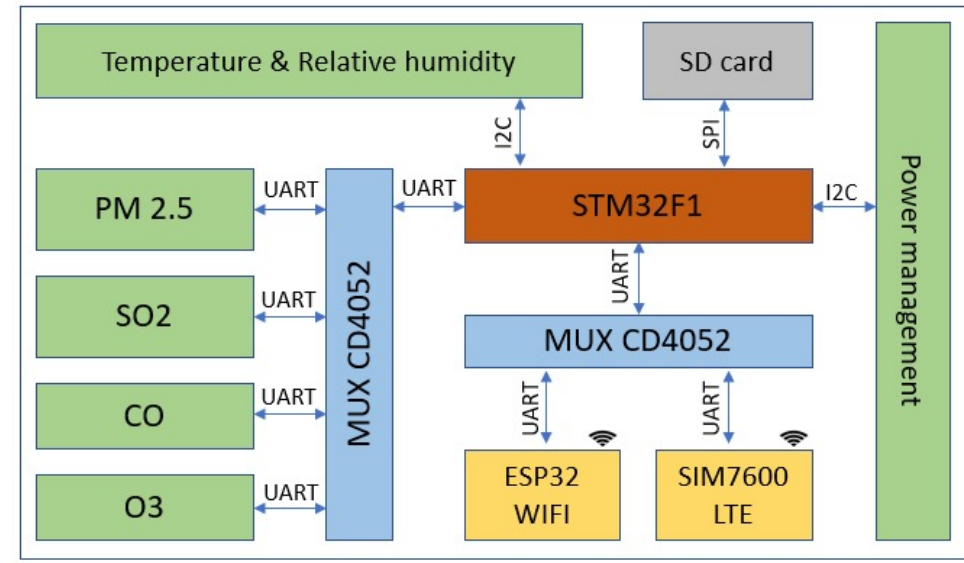 Temperature & Relative humidity
SD card
I2C
SPI
PM 2.5
UART
UART
STM32F1
I2C
Power management
SO2
UART
MUX CD4052
UART
MUX CD4052
CO
UART
UART
UART
O3
UART
ESP32
WIFI
SIM7600
LTE